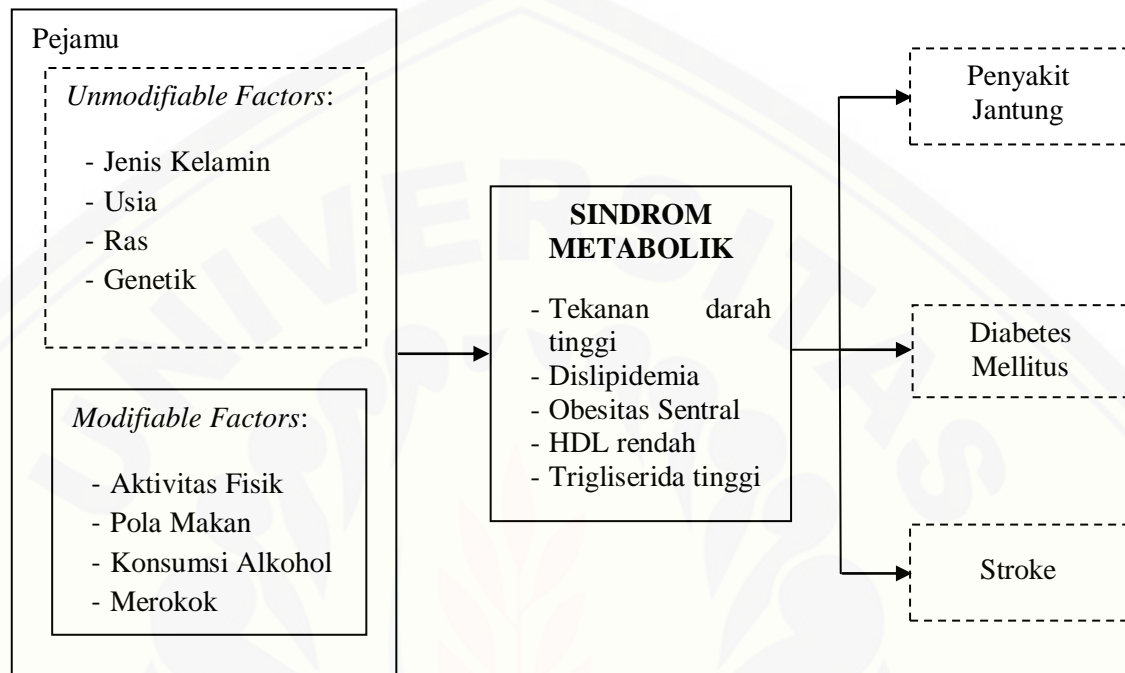 Pejamu
Unmodifiable Factors:
- Jenis Kelamin
- Usia
- Ras
- Genetik
Modifiable Factors:
- Aktivitas Fisik
- Pola Makan
- Konsumsi Alkohol
- Merokok
SINDROM
METABOLIK
- Tekanan darah
tinggi
- Dislipidemia
- Obesitas Sentral
- HDL rendah
- Trigliserida tinggi
Penyakit
Jantung
Diabetes
Mellitus
Stroke
UNIVERSITAS